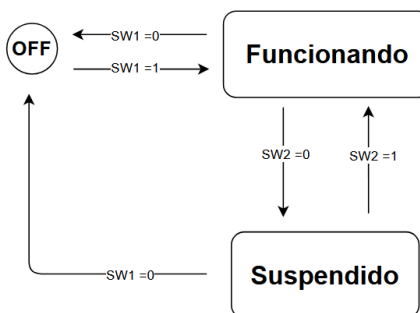 SW1 =0
OFF
Funcionando
SW1 =1
SW2 =0
SW2 =1
SW1 =0
Suspendido